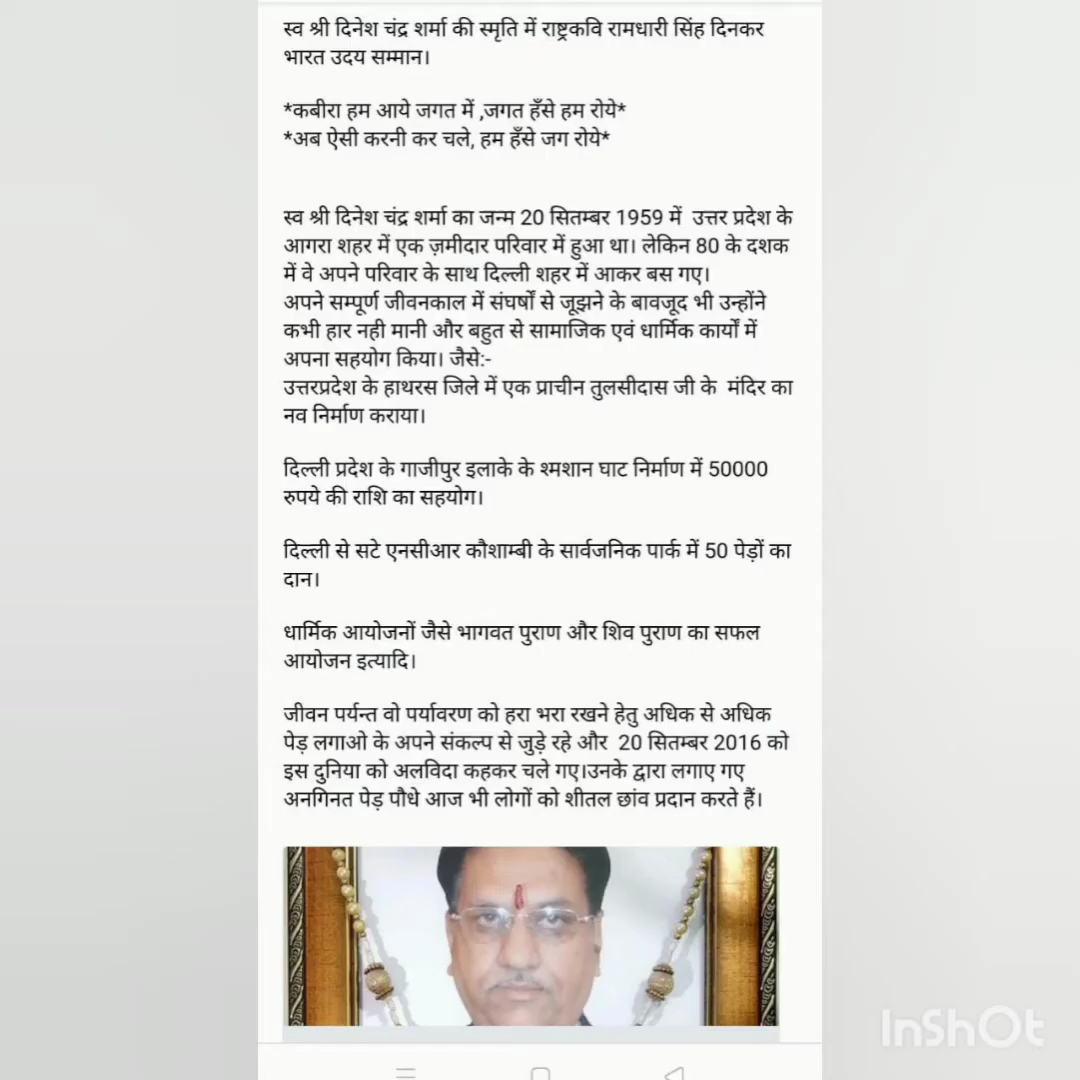 स्व श्री दिनेश चंद्र शर्मा की स्मृति में राष्ट्रकवि रामधारी सिंह दिनकर
भारत उदय सम्मान।
*कबीरा हम आये जगत में ,जगत हँसे हम रोये*
*अब ऐसी करनी कर चले, हम हँसे जग रोये*
स्व श्री दिनेश चंद्र शर्मा का जन्म 20 सितम्बर 1959 में उत्तर प्रदेश के
आगरा शहर में एक ज़मीदार परिवार में हुआ था। लेकिन 80 के दशक
में वे अपने परिवार के साथ दिल्ली शहर में आकर बस गए।
अपने सम्पूर्ण जीवनकाल में संघर्षों से जूझने के बावजूद भी उन्होंने
कभी हार नही मानी और बहुत से सामाजिक एवं धार्मिक कार्यों में
अपना सहयोग किया। जैसे:-
उत्तरप्रदेश के हाथरस जिले में एक प्राचीन तुलसीदास जी के मंदिर का
नव निर्माण कराया।
दिल्ली प्रदेश के गाजीपुर इलाके के श्मशान घाट निर्माण में 50000
रुपये की राशि का सहयोग।
दिल्ली से सटे एनसीआर कौशाम्बी के सार्वजनिक पार्क में 50 पेड़ों का
दान।
धार्मिक आयोजनों जैसे भागवत पुराण और शिव पुराण का सफल
आयोजन इत्यादि।
जीवन पर्यन्त वो पर्यावरण को हरा भरा रखने हेतु अधिक से अधिक
पेड़ लगाओ के अपने संकल्प से जुड़े रहे और 20 सितम्बर 2016 को
इस दुनिया को अलविदा कहकर चले गए।उनके द्वारा लगाए गए
अनगिनत पेड़ पौधे आज भी लोगों को शीतल छांव प्रदान करते हैं।
InShOt